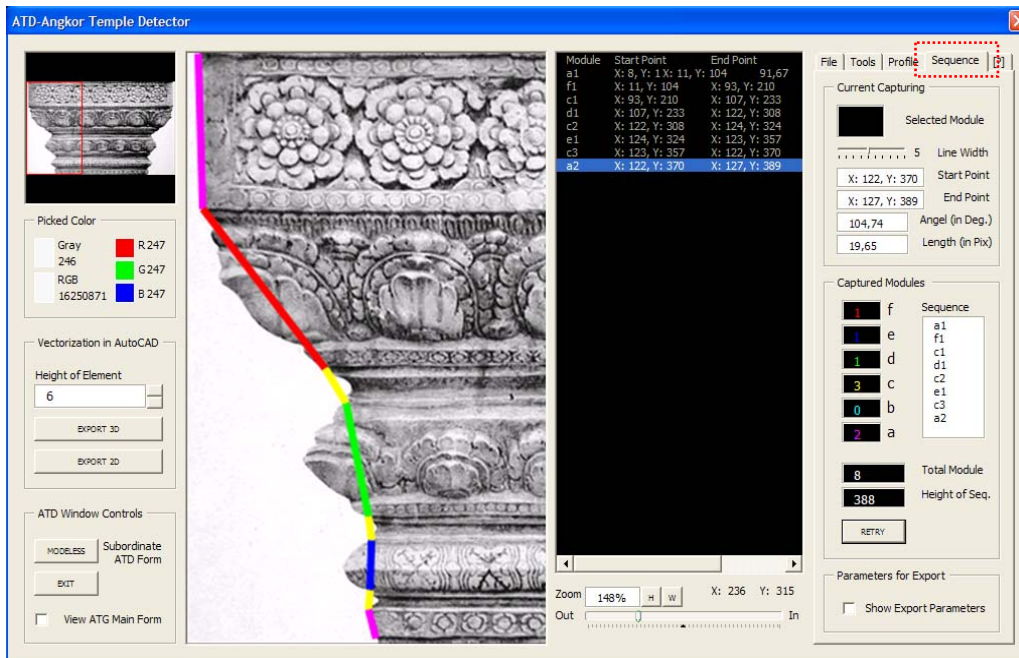 ATD-Angkor Temple Detector
Picked Color
Gray
246
RGB
16250871
R 247
G 247
B 247
Vectorization in AutoCAD
Height of Element
6
EXPORT 3D
EXPORT 2D
ATD Window Controls
MODELESS
Subordinate
ATD Form
EXIT
View ATG Main Form
Module Start Point End Point
a1 X: 8, Y: 1 X: 11, Y: 104 91,67
f1 X: 11, Y: 104 X: 93, Y: 210
c1 X: 93, Y: 210 X: 107, Y: 233
d1 X: 107, Y: 233 X: 122, Y: 308
c2 X: 122, Y: 308 X: 124, Y: 324
e1 X: 124, Y: 324 X: 123, Y: 357
c3 X: 123, Y: 357 X: 122, Y: 370
a2 X: 122, Y: 370 X: 127, Y: 389
Zoom 148% H W X: 236 Y: 315
Out In
File Tools Profile Sequence [?]
Current Capturing
Selected Module
5 Line Width
X: 122, Y: 370 Start Point
X: 127, Y: 389 End Point
104,74 Angel (in Deg.)
19,65 Length (in Pix)
Captured Modules
1 f
1 e
1 d
3 c
0 b
2 a
Sequence
a1
f1
c1
d1
c2
e1
c3
a2
8 Total Module
388 Height of Seq.
RETRY
Parameters for Export
Show Export Parameters